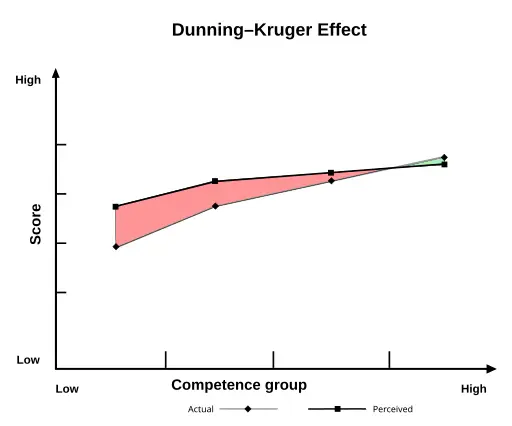 Dunning–Kruger Effect
High
Score
Low
Low
Competence group
High
Actual
Perceived